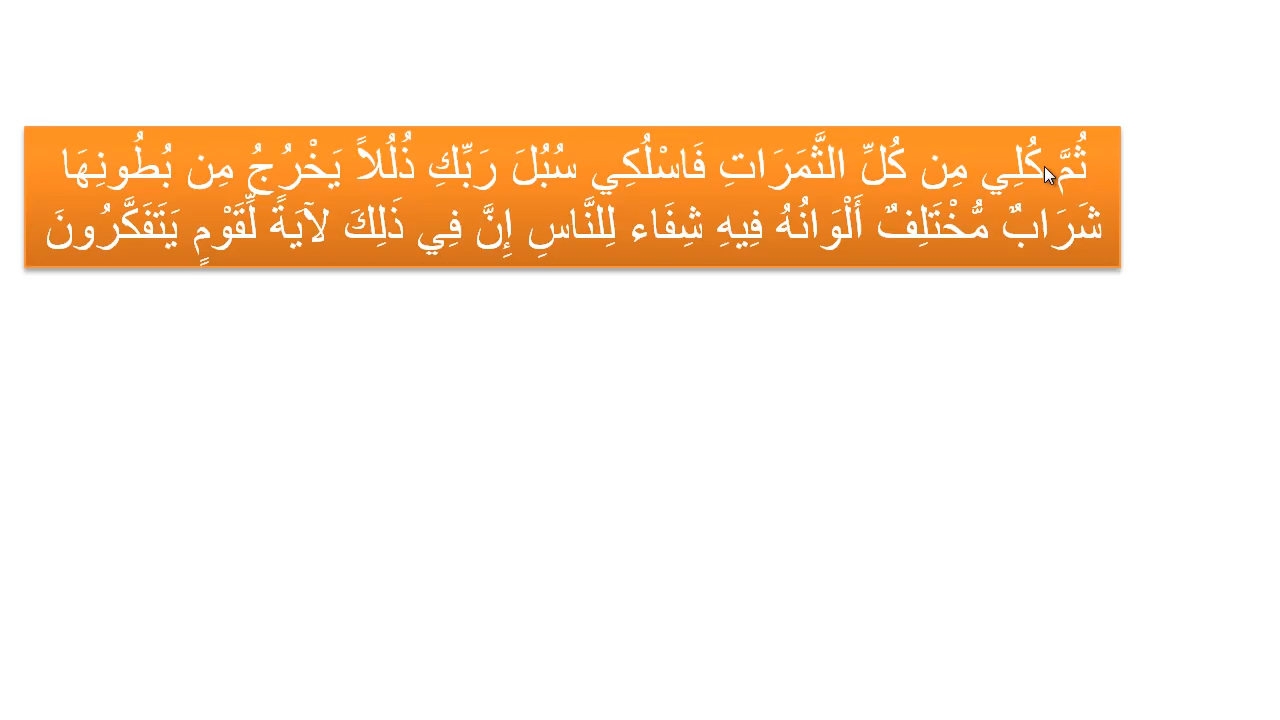 ثُمَّ كُلِي مِن كُلِّ الثَّمَرَاتِ فَاسْلُكِي سُبُلَ رَبِّكِ ذُلُلاً يَخْرُجُ مِن بُطُونِهَا
شَرَابٌ مُّخْتَلِفٌ أَلْوَانُهُ فِيهِ شِفَاء لِلنَّاسِ إِنَّ فِي ذَلِكَ لآيَةً لِّقَوْمٍ يَتَفَكَّرُونَ